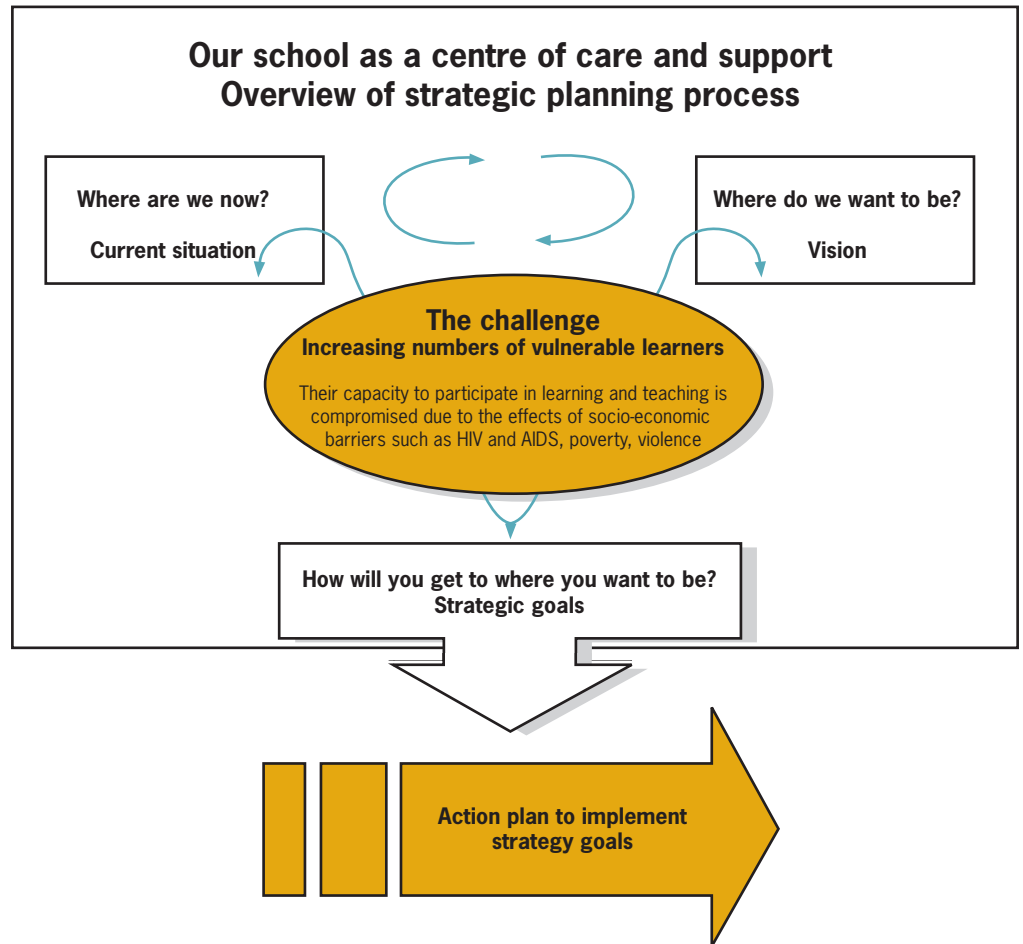 Our school as a centre of care and support
Overview of strategic planning process
Where are we now?
Current situation
Where do we want to be?
Vision
The challenge
Increasing numbers of vulnerable learners
Their capacity to participate in learning and teaching is
compromised due to the effects of socio-economic
barriers such as HIV and AIDS, poverty, violence
How will you get to where you want to be?
Strategic goals
Action plan to implement
strategy goals